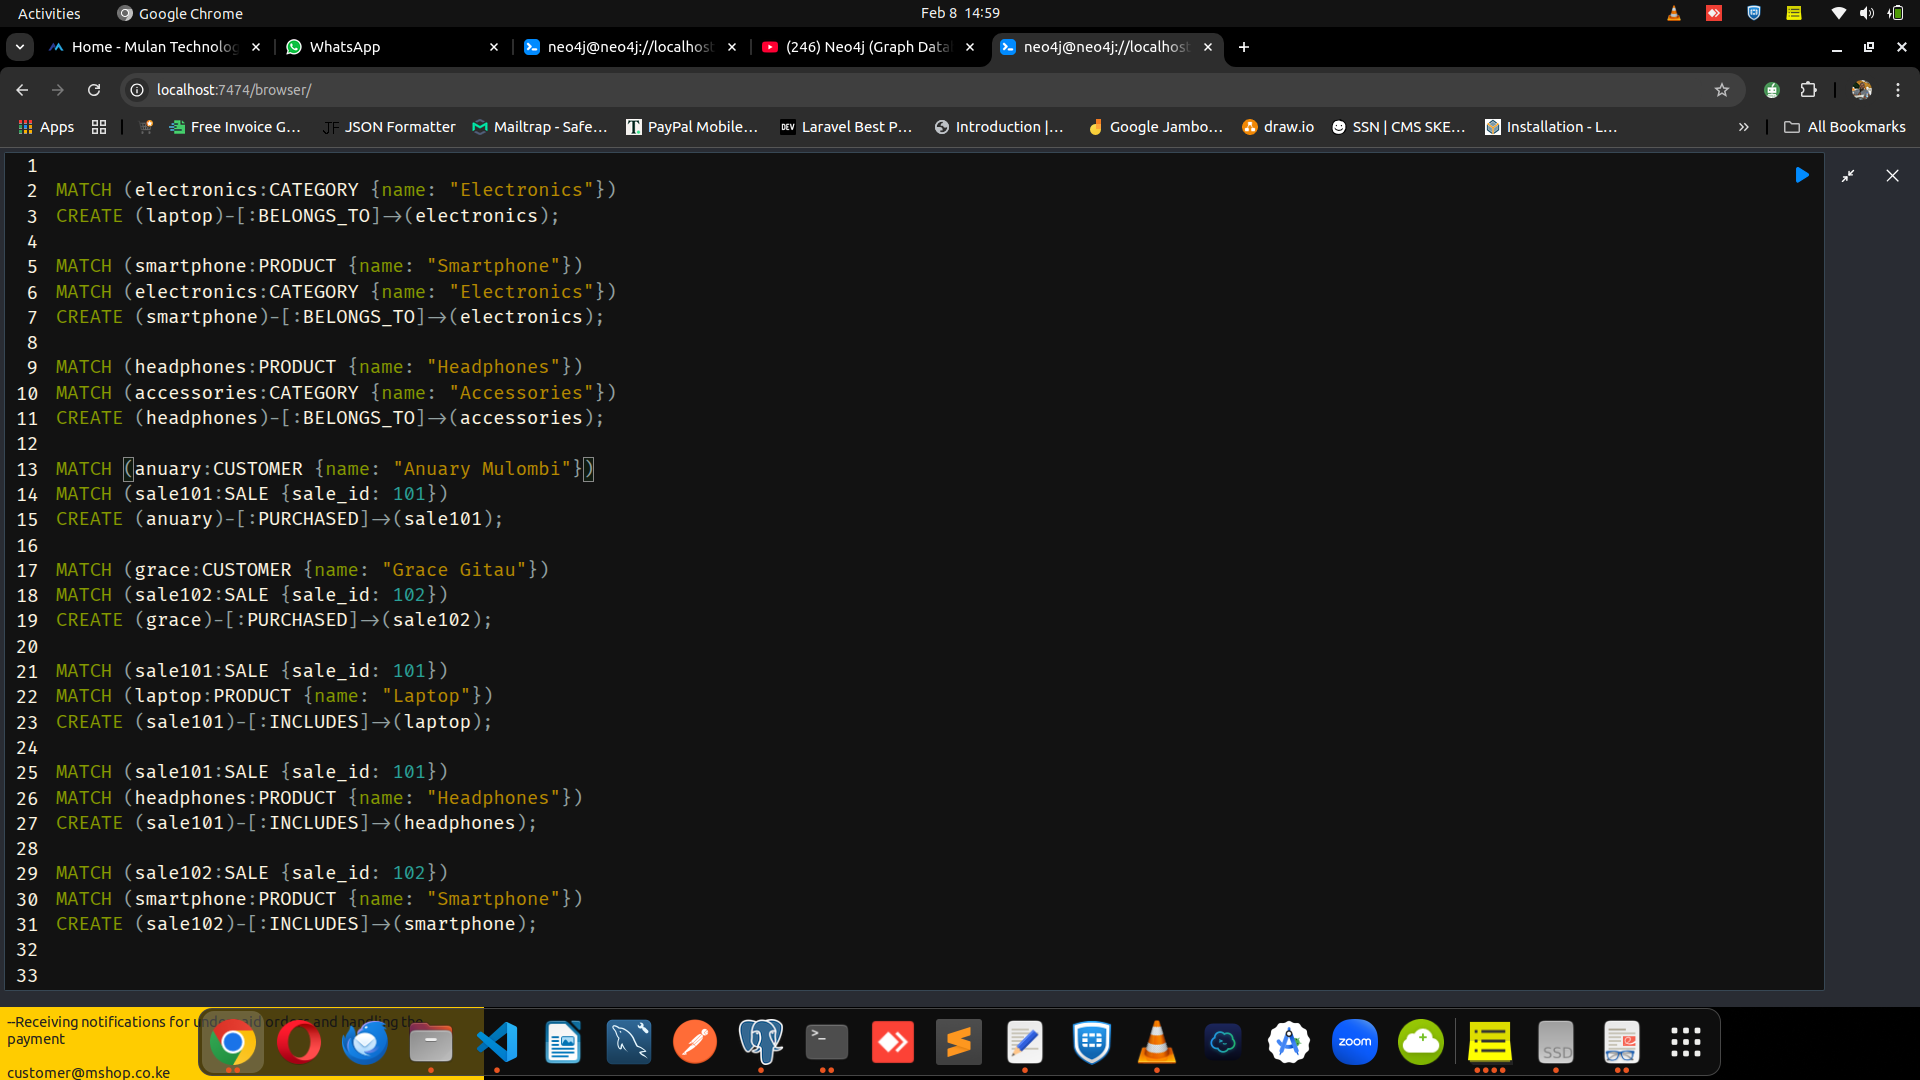 Activities
Google Chrome
Feb 8 14:59
Home - Mulan Technolog
WhatsApp
neo4j@neo4j://localhost
(246) Neo4j (Graph Data
neo4j@neo4j://localhost
localhost:7474/browser/
Apps
Free Invoice G...
JF JSON Formatter
Mailtrap - Safe...
PayPal Mobile...
DEV Laravel Best P...
Introduction |...
Google Jambo...
draw.io
SSN | CMS SKE...
Installation - L...
All Bookmarks
1
2 MATCH (electronics:CATEGORY {name: "Electronics"})
3 CREATE (laptop)-[:BELONGS_TO]->(electronics);
4
5 MATCH (smartphone:PRODUCT {name: "Smartphone"})
6 MATCH (electronics:CATEGORY {name: "Electronics"})
7 CREATE (smartphone)-[:BELONGS_TO]->(electronics);
8
9 MATCH (headphones:PRODUCT {name: "Headphones"})
10 MATCH (accessories:CATEGORY {name: "Accessories"})
11 CREATE (headphones)-[:BELONGS_TO]->(accessories);
12
13 MATCH (anuary:CUSTOMER {name: "Anuary Mulombi"})
14 MATCH (sale101:SALE {sale_id: 101})
15 CREATE (anuary)-[:PURCHASED]->(sale101);
16
17 MATCH (grace:CUSTOMER {name: "Grace Gitau"})
18 MATCH (sale102:SALE {sale_id: 102})
19 CREATE (grace)-[:PURCHASED]->(sale102);
20
21 MATCH (sale101:SALE {sale_id: 101})
22 MATCH (laptop:PRODUCT {name: "Laptop"})
23 CREATE (sale101)-[:INCLUDES]->(laptop);
24
25 MATCH (sale101:SALE {sale_id: 101})
26 MATCH (headphones:PRODUCT {name: "Headphones"})
27 CREATE (sale101)-[:INCLUDES]->(headphones);
28
29 MATCH (sale102:SALE {sale_id: 102})
30 MATCH (smartphone:PRODUCT {name: "Smartphone"})
31 CREATE (sale102)-[:INCLUDES]->(smartphone);
32
33
--Receiving notifications for and handling the
payment
customer@mshop.co.ke
zoom
SSD